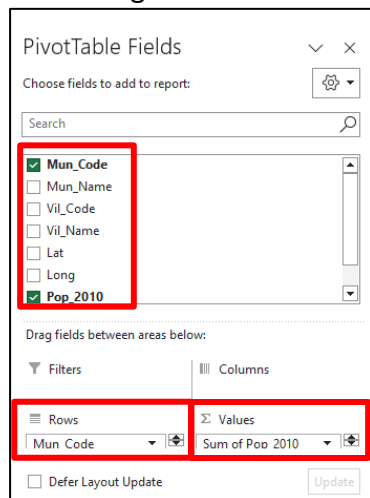 PivotTable Fields
Choose fields to add to report:
Search
Mun_Code
Mun_Name
Vil_Code
Vil_Name
Lat
Long
Pop_2010
Drag fields between areas below:
Filters
Columns
Rows
Σ Values
Mun_Code
Sum of Pop_2010
Defer Layout Update
Update